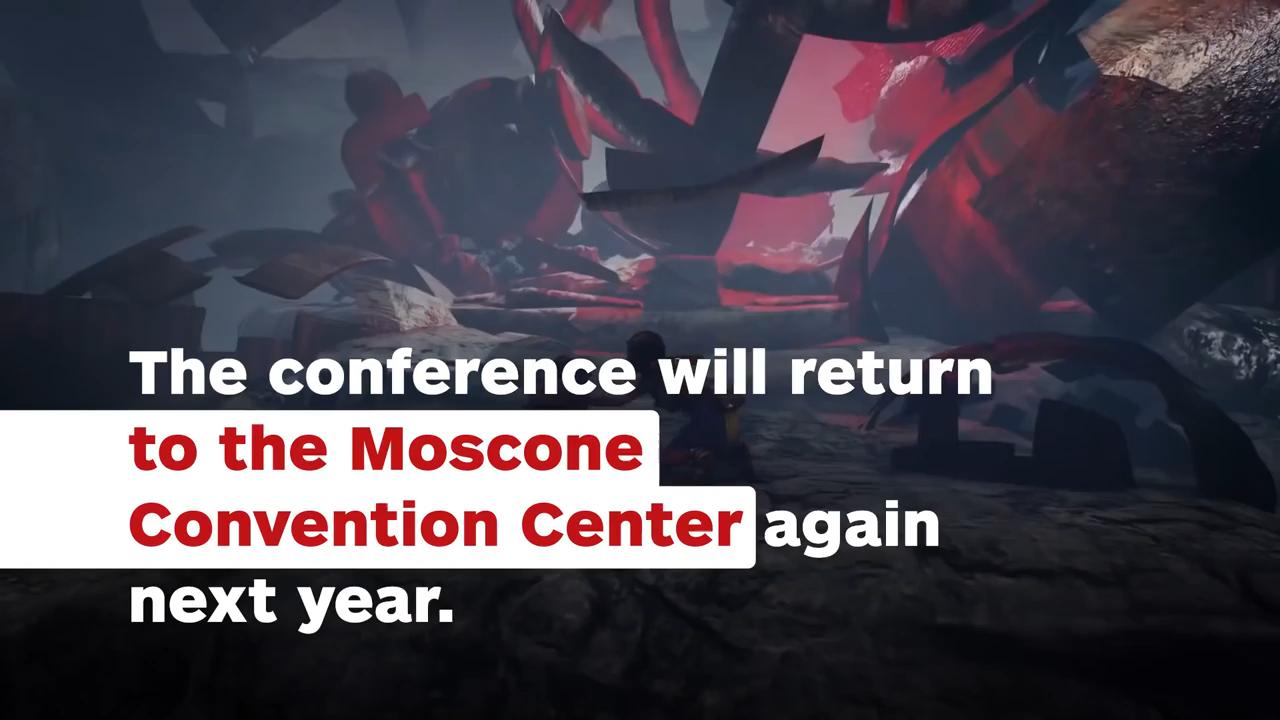 The conference will return
to the Moscone
Convention Center again
next year.